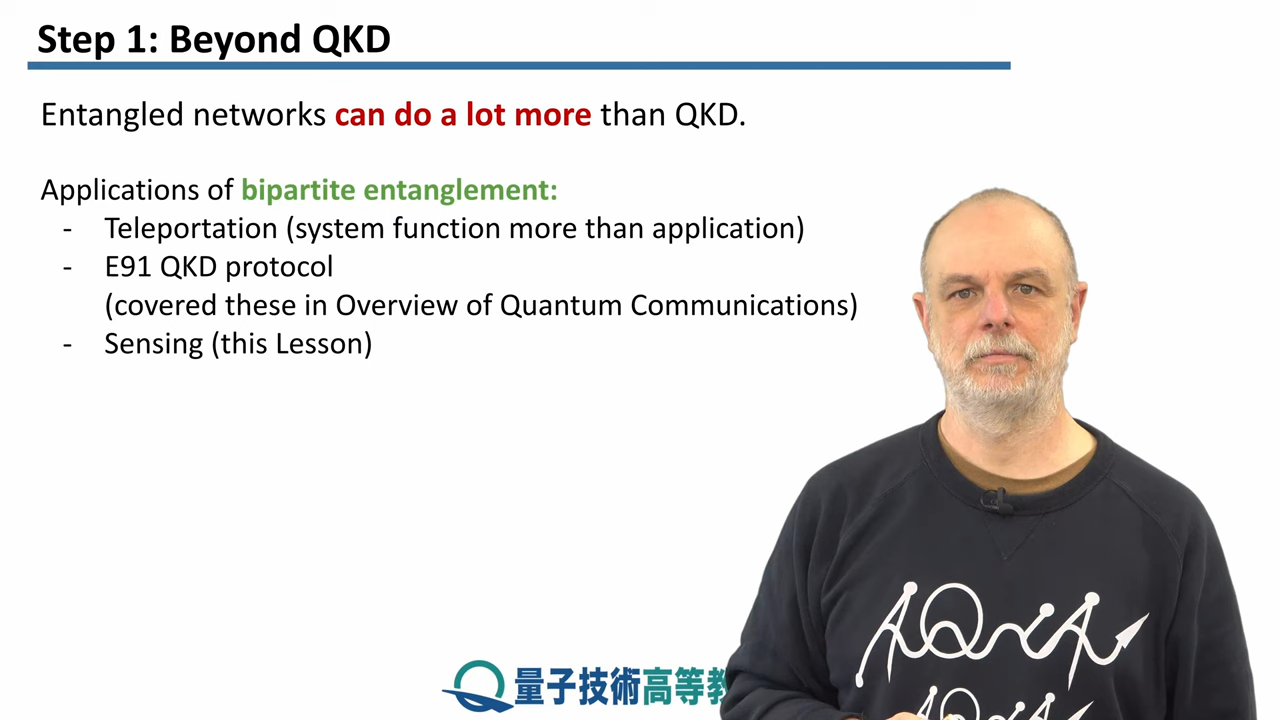 Step 1: Beyond QKD
Entangled networks can do a lot more than QKD.
Applications of bipartite entanglement:
- Teleportation (system function more than application)
- E91 QKD protocol
(covered these in Overview of Quantum Communications)
- Sensing (this Lesson)
量子技術高等教
AQUA